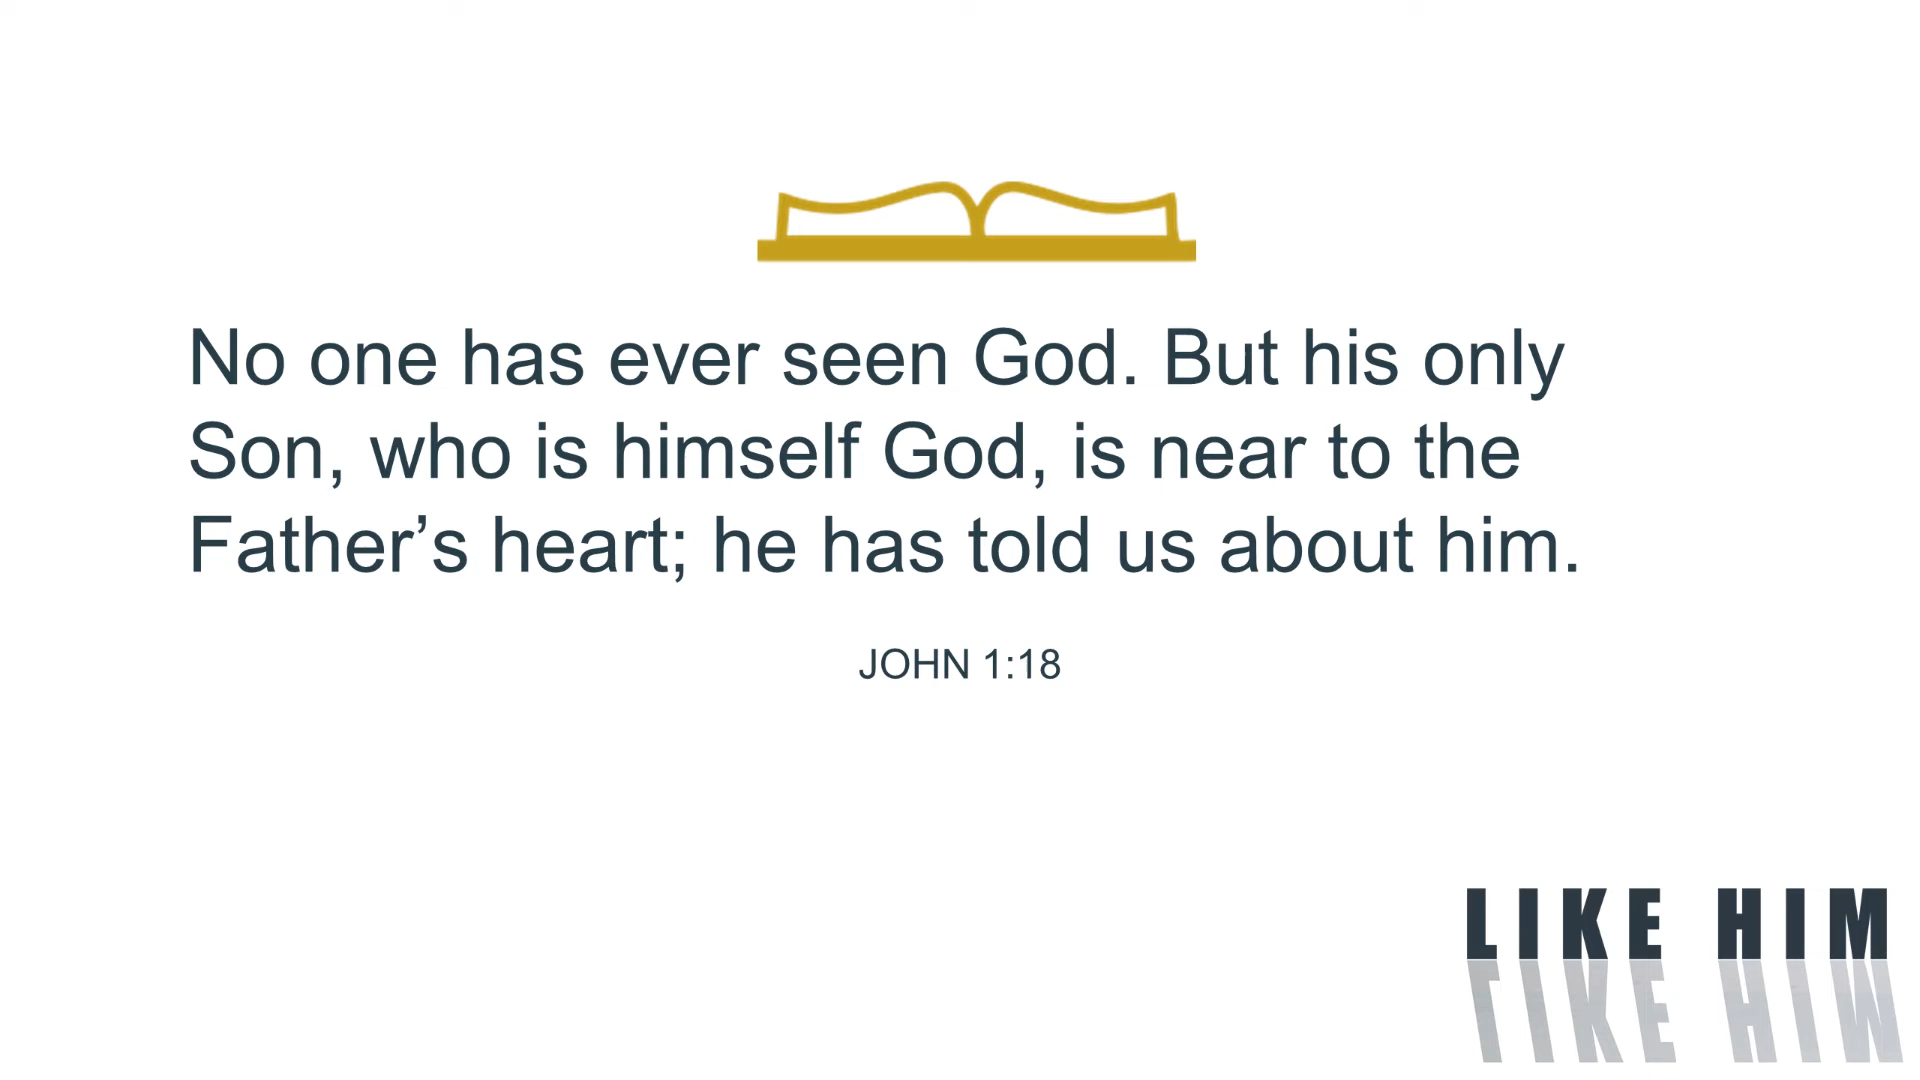 No one has ever seen God. But his only
Son, who is himself God, is near to the
Father’s heart; he has told us about him.
JOHN 1:18
LIKE HIM